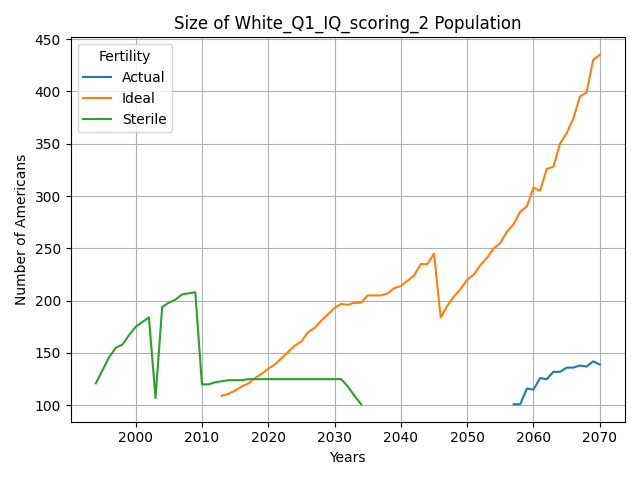 Size of White_Q1_IQ_scoring_2 Population
Number of Americans
450
400
350
300
250
200
150
100
Fertility
Actual
Ideal
Sterile
2000
2010
2020
2030
2040
2050
2060
2070
Years